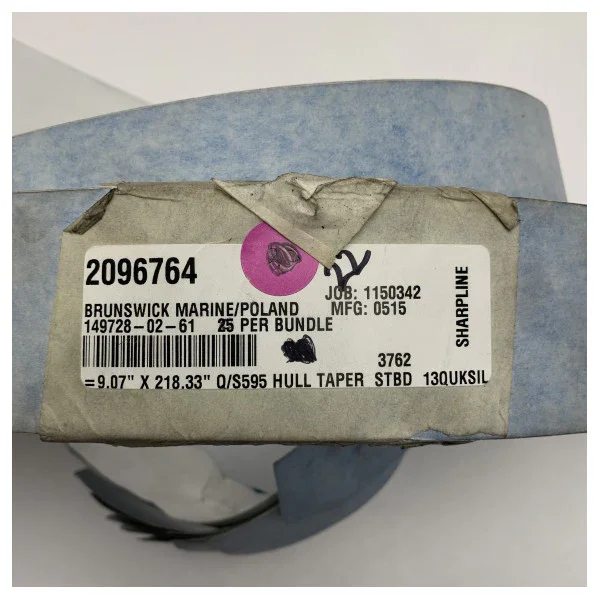 2096764
22
JOB: 1150342
BRUNSWICK MARINE/POLAND MFG: 0515
149728-02-61 25 PER BUNDLE
SHARPLINE
3762
=9.07" X 218.33" Q/S595 HULL TAPER STBD 13QUKSIL